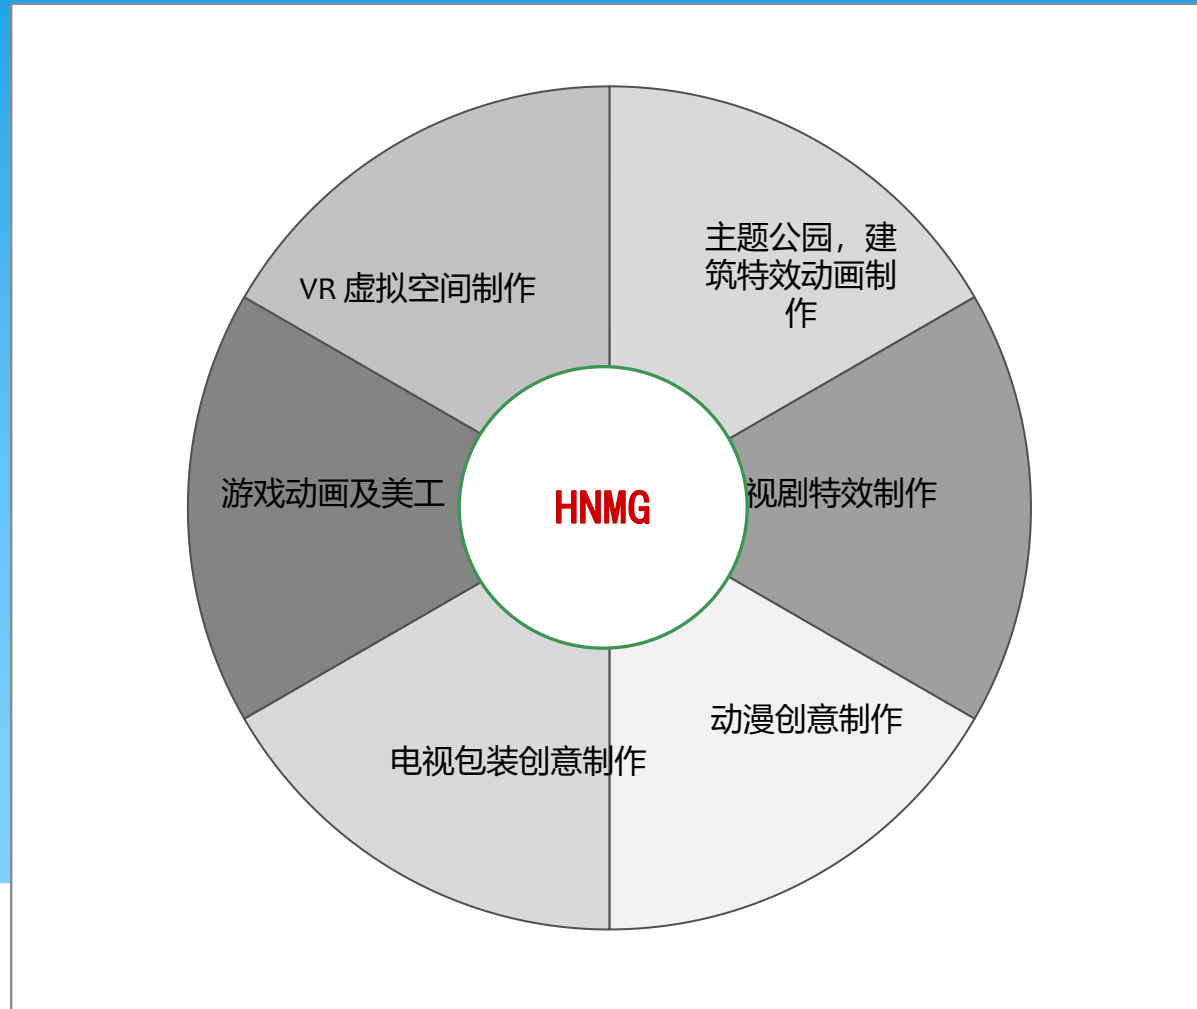 主题公园，建
筑特效动画制
作
VR 虚拟空间制作
游戏动画及美工
HNMG
视剧特效制作
动漫创意制作
电视包装创意制作